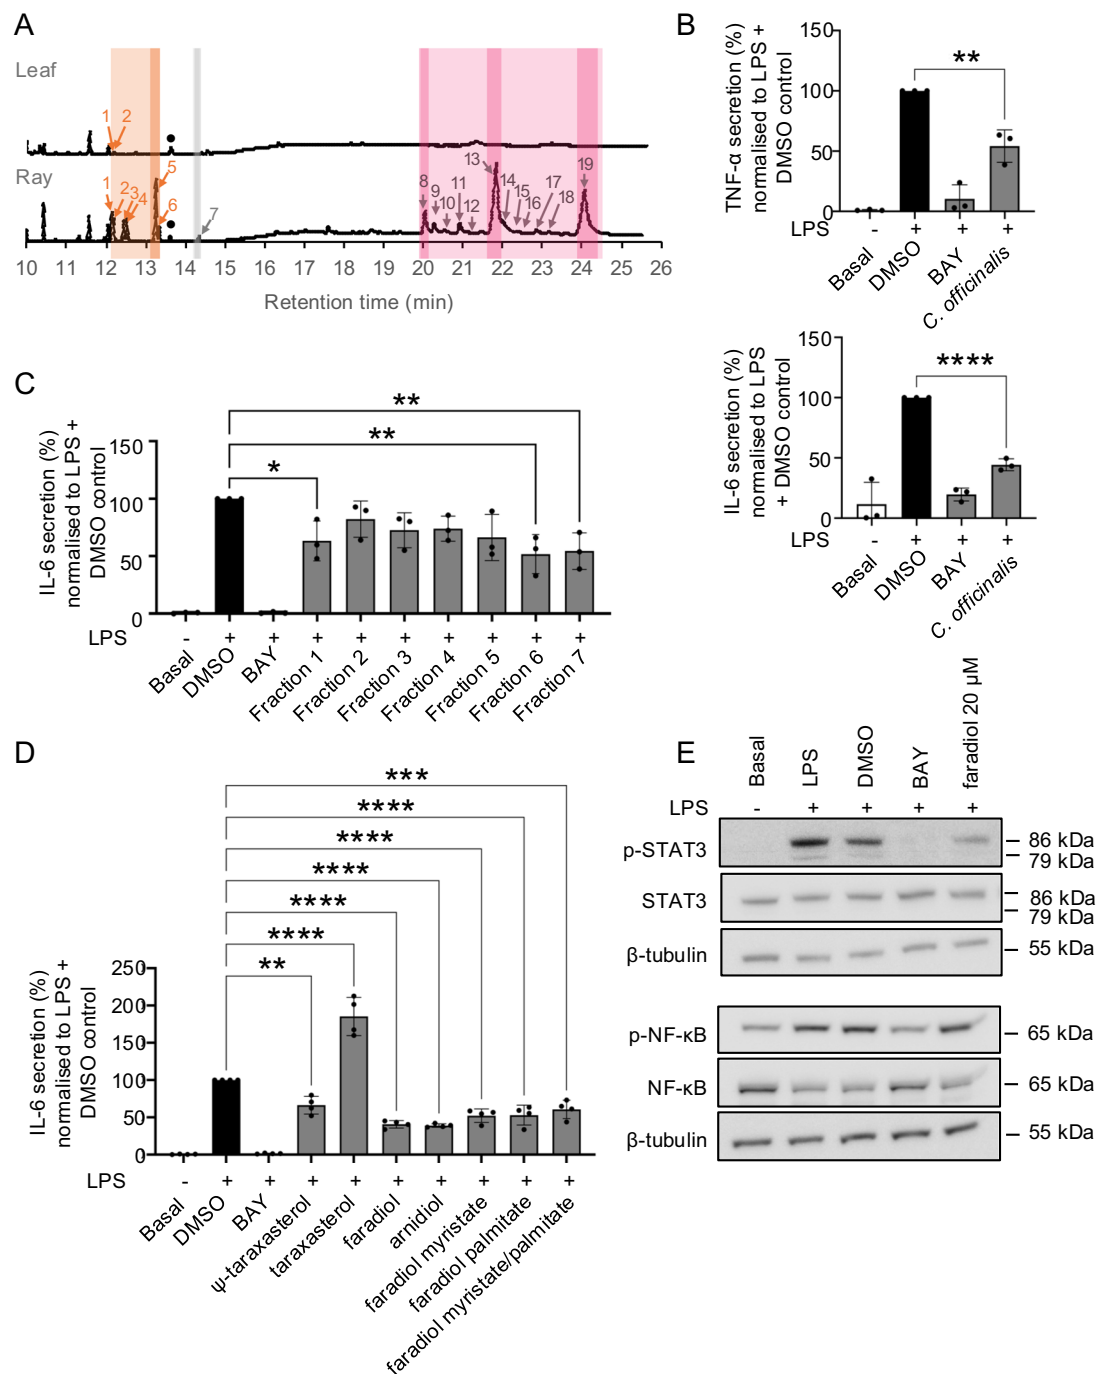 A
Leaf
1 2
Ray
1 2 3 4 5 6 7 8 9 10 11 12 13 14 15 16 17 18 19
10 11 12 13 14 15 16 17 18 19 20 21 22 23 24 25 26
Retention time (min)
B
TNF-α secretion (%)
normalised to LPS +
DMSO control
150
100
50
0
**
LPS - + + +
Basal
DMSO
BAY
C. officinalis
IL-6 secretion (%)
normalised to LPS
+ DMSO control
150
100
50
0
****
LPS - + + +
Basal
DMSO
BAY
C. officinalis
C
IL-6 secretion (%)
normalised to LPS +
DMSO control
150
100
50
0
**
**
*
LPS - + + + + + + + + +
Basal
DMSO
BAY
Fraction 1
Fraction 2
Fraction 3
Fraction 4
Fraction 5
Fraction 6
Fraction 7
D
IL-6 secretion (%)
normalised to LPS +
DMSO control
250
200
150
100
50
0
***
****
****
****
****
****
**
LPS - + + + + + + + + +
Basal
DMSO
BAY
ψ-taraxasterol
taraxasterol
faradiol
arnidiol
faradiol myristate
faradiol palmitate
faradiol myristate/palmitate
E
Basal
LPS
DMSO
BAY
faradiol 20 µM
LPS - + + + +
p-STAT3
86 kDa
79 kDa
STAT3
86 kDa
79 kDa
β-tubulin
55 kDa
p-NF-κB
65 kDa
NF-κB
65 kDa
β-tubulin
55 kDa